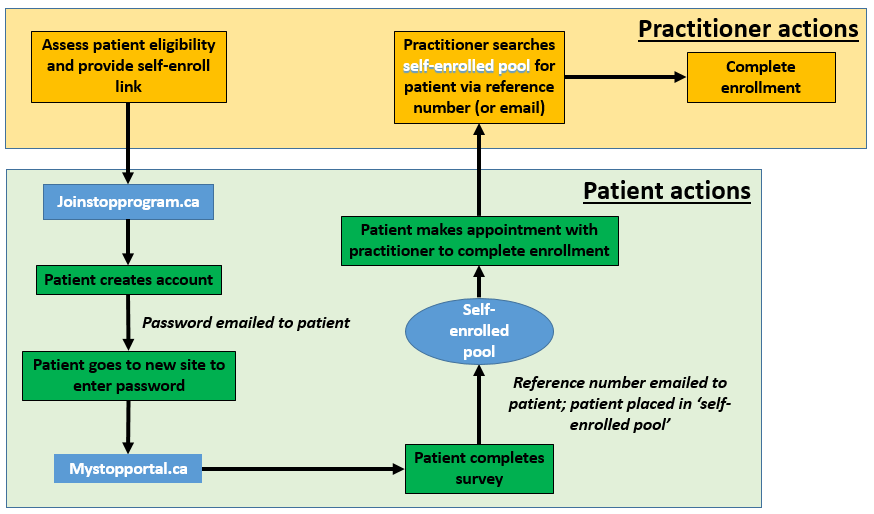 Practitioner actions
Assess patient eligibility
and provide self-enroll
link
Practitioner searches
self-enrolled pool for
patient via reference
number (or email)
Complete
enrollment
Patient actions
Joinstopprogram.ca
Patient creates account
Password emailed to patient
Patient goes to new site to
enter password
Mystopportal.ca
Patient completes
survey
Reference number emailed to
patient; patient placed in ‘self-
enrolled pool’
Self-
enrolled
pool
Patient makes appointment with
practitioner to complete enrollment